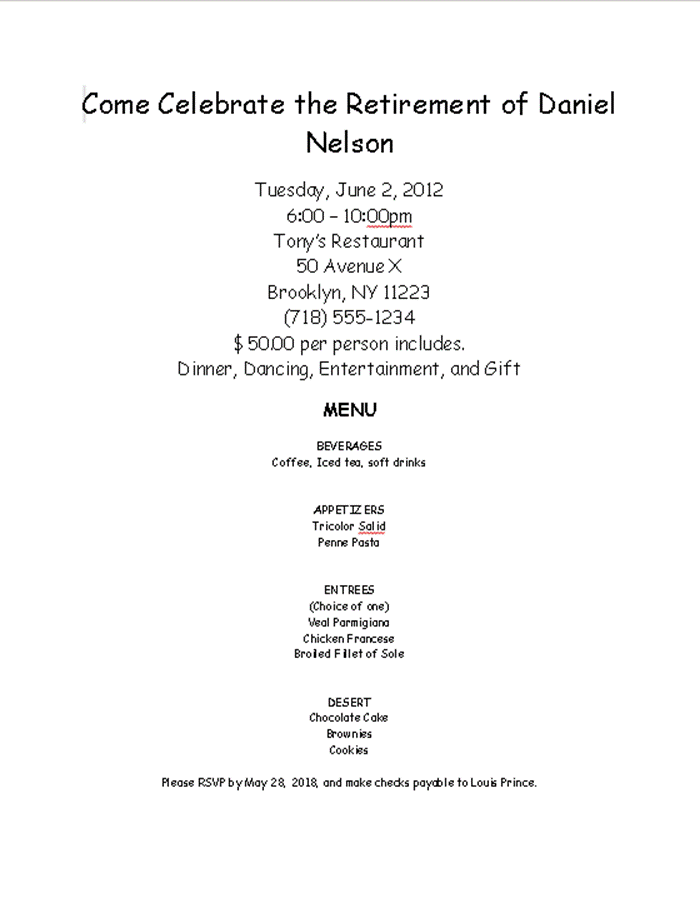 Come Celebrate the Retirement of Daniel
Nelson
Tuesday, June 2, 2012
6:00 – 10:00pm
Tony's Restaurant
50 Avenue X
Brooklyn, NY 11223
(718) 555-1234
$ 50.00 per person includes.
Dinner, Dancing, Entertainment, and Gift
MENU
BEVERAGES
Coffee, Iced tea, soft drinks
APPETIZERS
Tricolor Salid
Penne Pasta
ENTREES
(Choice of one)
Veal Parmigiana
Chicken Francese
Broiled Fillet of Sole
DESERT
Chocolate Cake
Brownies
Cookies
Please RSVP by May 28, 2018, and make checks payable to Louis Prince.